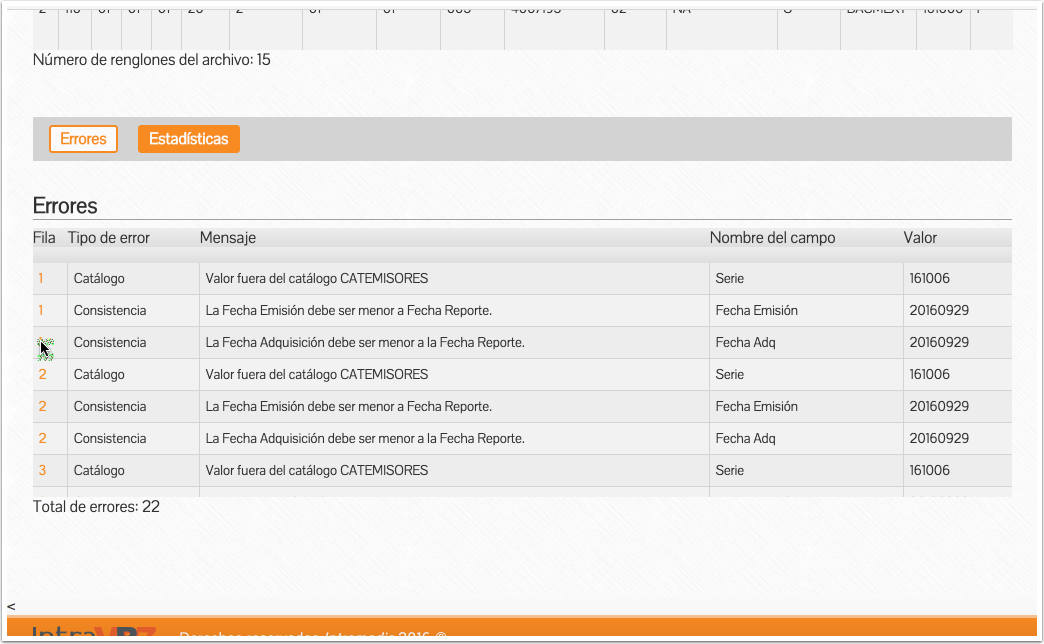 Número de renglones del archivo: 15
Errores Estadísticas
Errores
Fila Tipo de error Mensaje Nombre del campo Valor
1 Catálogo Valor fuera del catálogo CATEMISORES Serie 161006
1 Consistencia La Fecha Emisión debe ser menor a Fecha Reporte. Fecha Emisión 20160929
Consistencia La Fecha Adquisición debe ser menor a la Fecha Reporte. Fecha Adq 20160929
2 Catálogo Valor fuera del catálogo CATEMISORES Serie 161006
2 Consistencia La Fecha Emisión debe ser menor a Fecha Reporte. Fecha Emisión 20160929
2 Consistencia La Fecha Adquisición debe ser menor a la Fecha Reporte. Fecha Adq 20160929
3 Catálogo Valor fuera del catálogo CATEMISORES Serie 161006
Total de errores: 22
<
Derechos reservados, 2016 ©